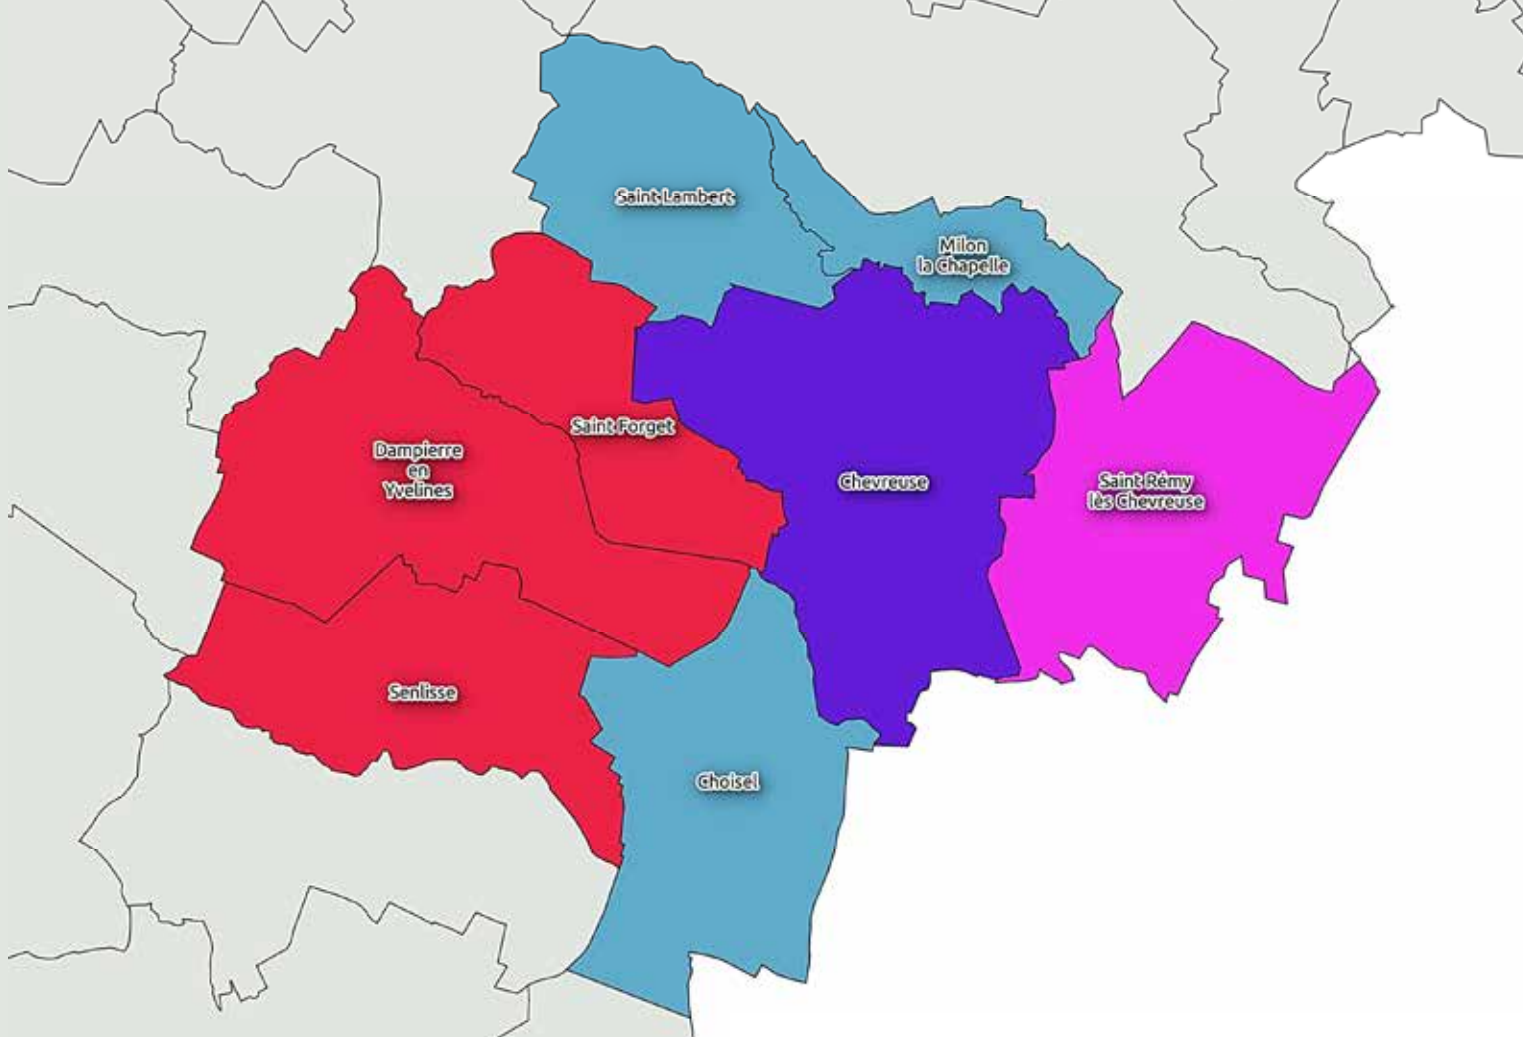 Saint Lambert
Milon
la Chapelle
Saint Forget
Dampierre
en
Yvelines
Chevreuse
Saint Rémy
lès Chevreuse
Senlisse
Choisel